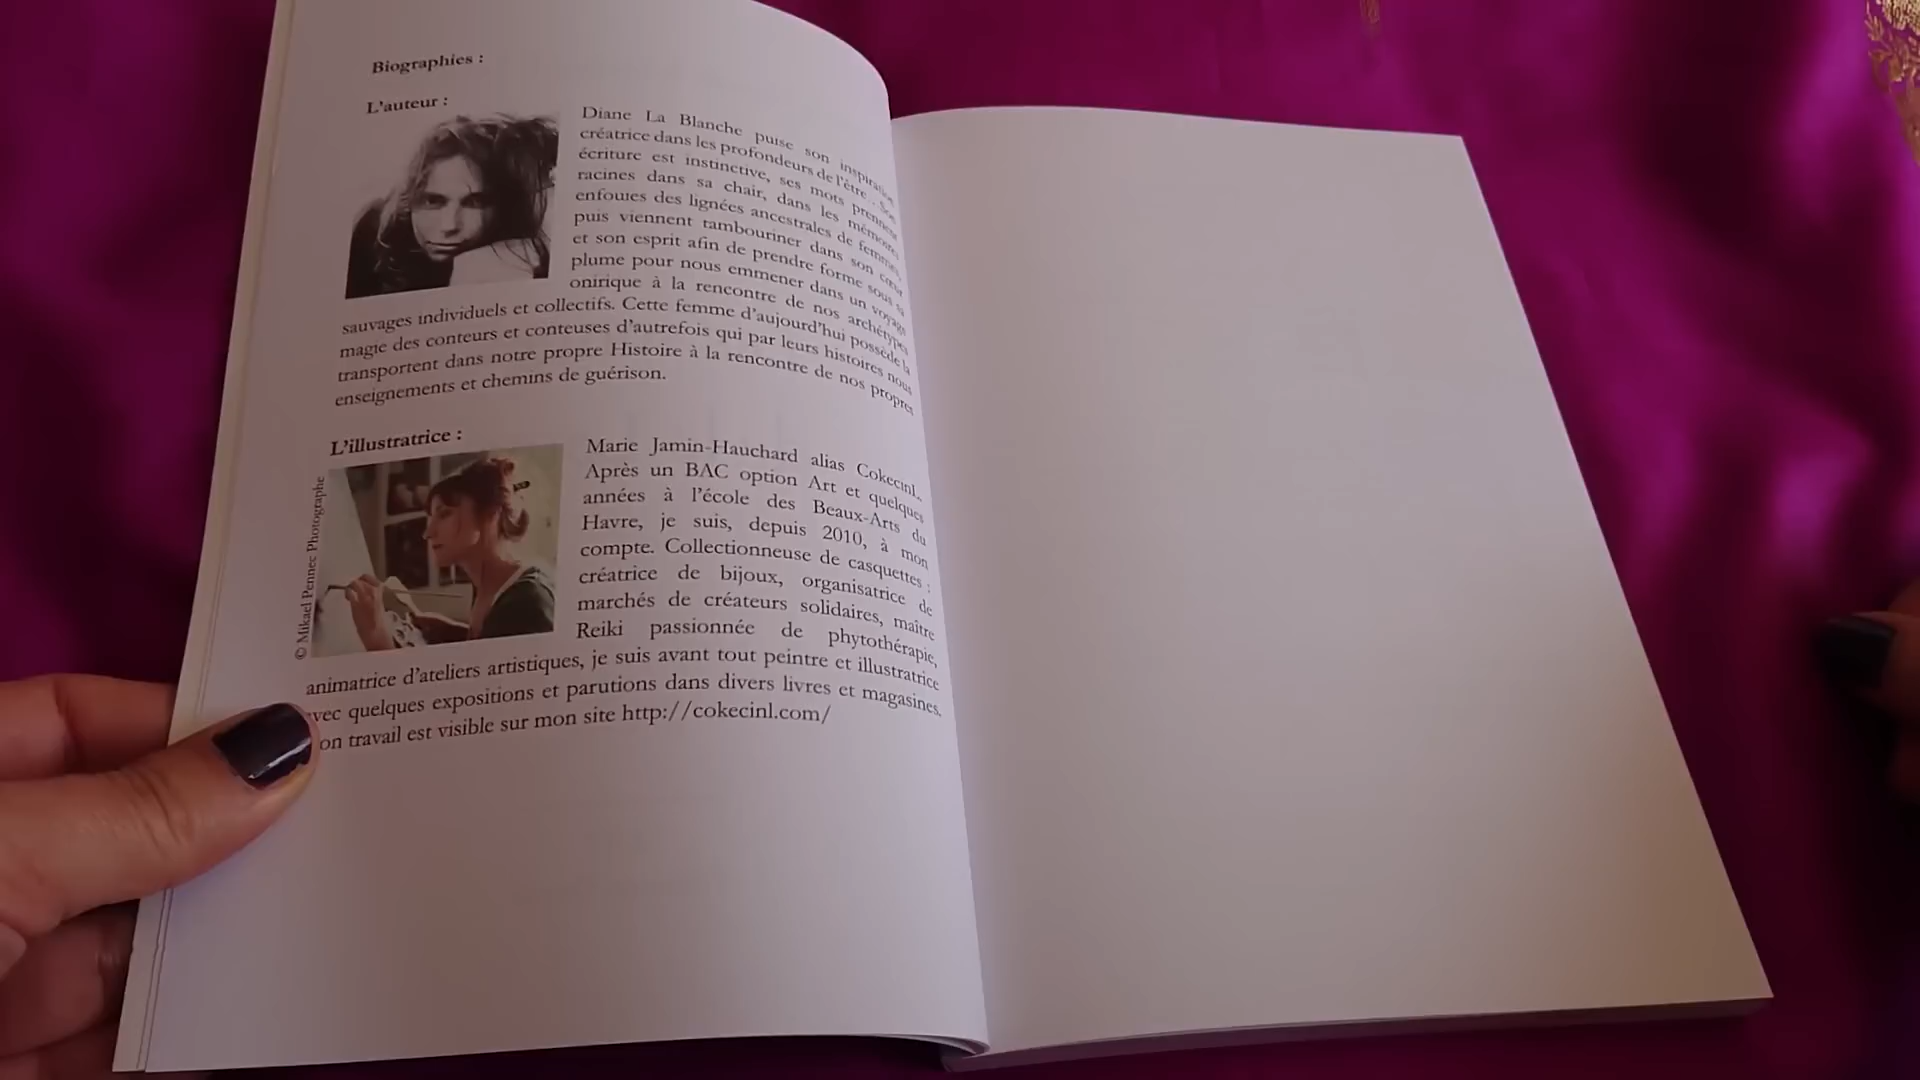 Biographies :
L'auteur :
Diane La Blanche puise son inspiration
créatrice dans les profondeurs de l'être. Son
écriture est instinctive, ses mots prennent
racines dans sa chair, dans les mémoires
enfouies des lignées ancestrales de femmes,
puis viennent tambouriner dans son cœur
et son esprit afin de prendre forme sous sa
plume pour nous emmener dans un voyage
onirique à la rencontre de nos archétypes
sauvages individuels et collectifs. Cette femme d'aujourd'hui possède la
magie des conteurs et conteuses d'autrefois qui par leurs histoires nous
transportent dans notre propre Histoire à la rencontre de nos propres
enseignements et chemins de guérison.
L'illustratrice :
© Mikael Pennec Photographe
Marie Jamin-Hauchard alias Cokecinl.
Après un BAC option Art et quelques
années à l'école des Beaux-Arts du
Havre, je suis, depuis 2010, à mon
compte. Collectionneuse de casquettes :
créatrice de bijoux, organisatrice de
marchés de créateurs solidaires, maître
Reiki passionnée de phytothérapie,
animatrice d'ateliers artistiques, je suis avant tout peintre et illustratrice
vec quelques expositions et parutions dans divers livres et magasines.
on travail est visible sur mon site http://cokecinl.com/